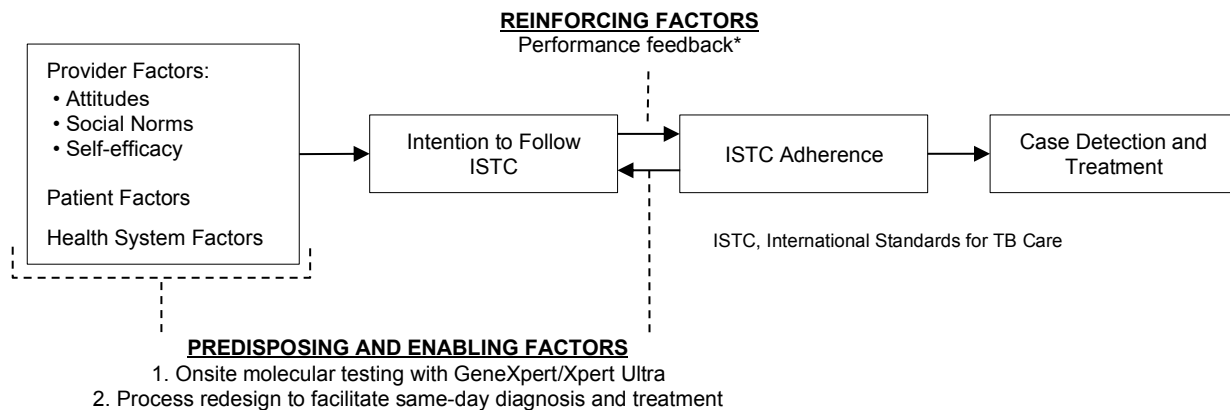 REINFORCING FACTORS
Performance feedback*
Provider Factors:
• Attitudes
• Social Norms
• Self-efficacy
Patient Factors
Health System Factors
Intention to Follow
ISTC
ISTC Adherence
Case Detection and
Treatment
ISTC, International Standards for TB Care
PREDISPOSING AND ENABLING FACTORS
1. Onsite molecular testing with GeneXpert/Xpert Ultra
2. Process redesign to facilitate same-day diagnosis and treatment